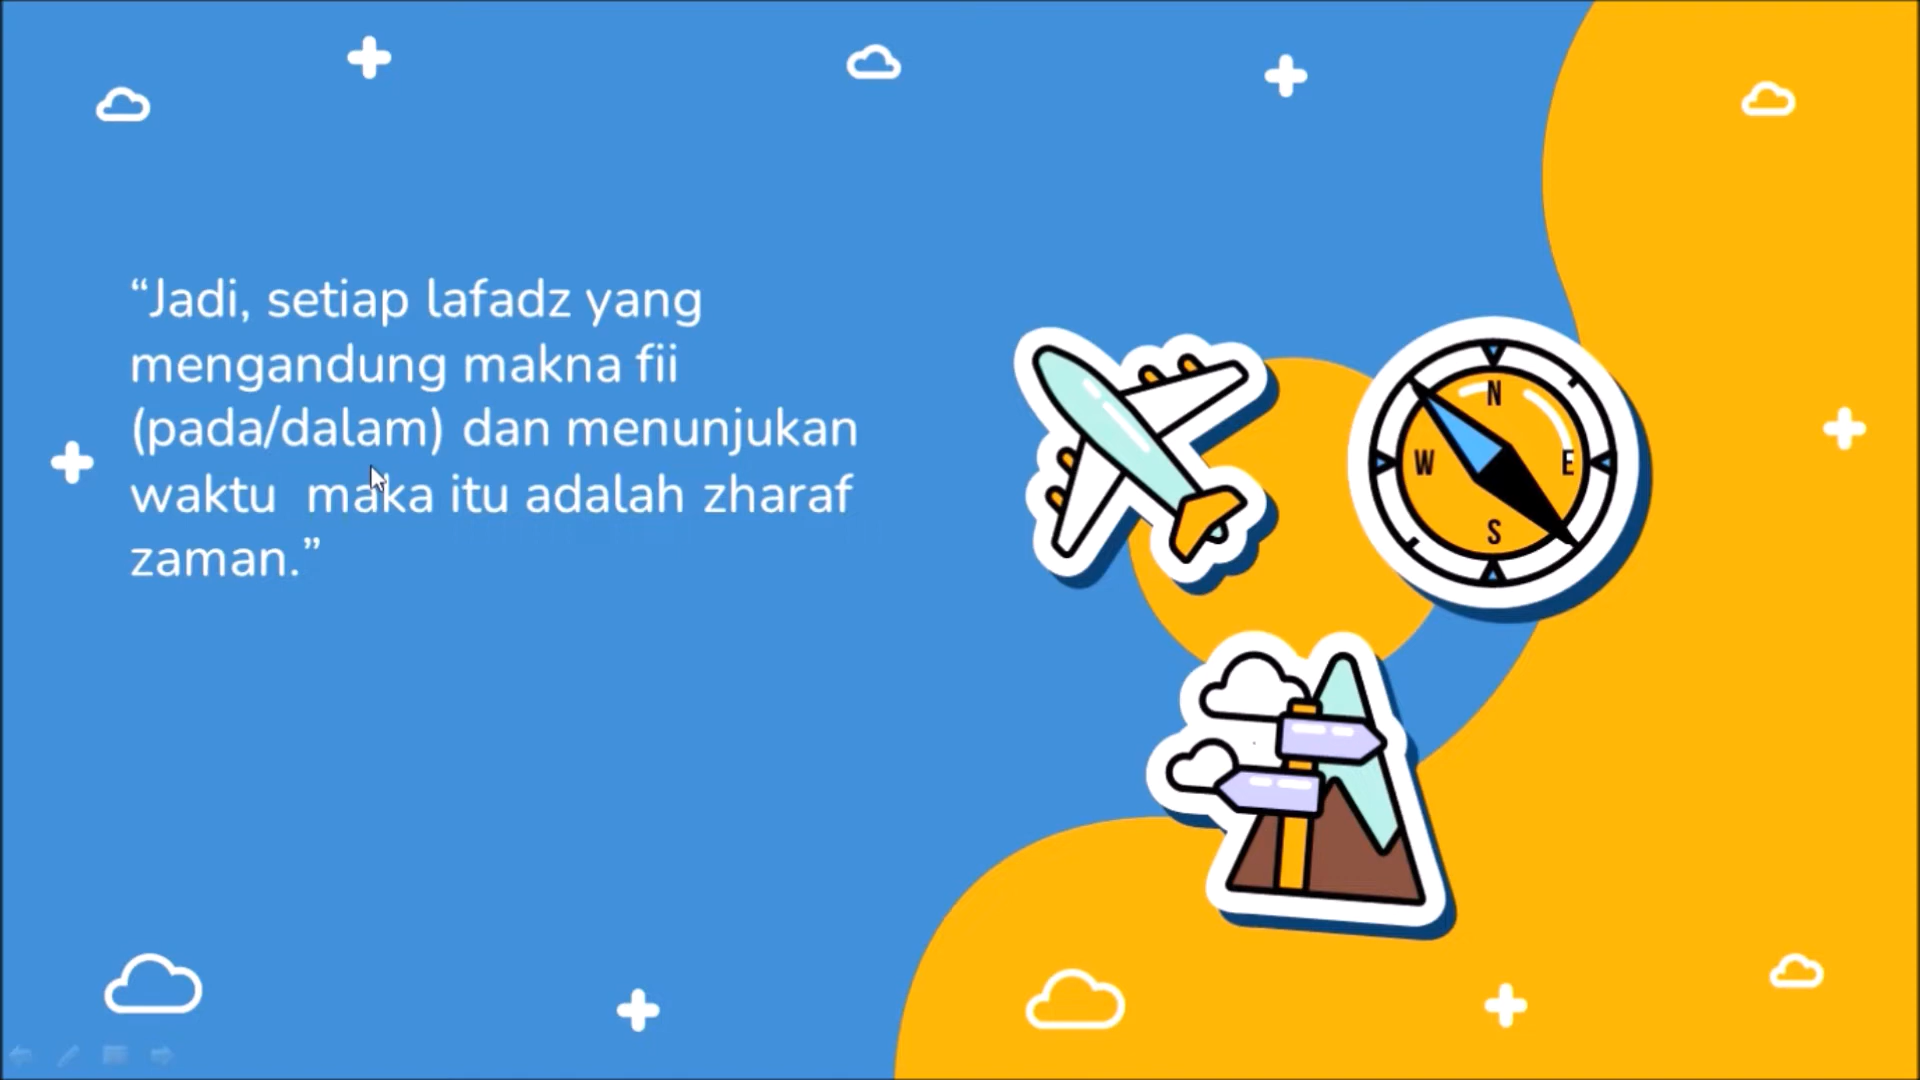 “Jadi, setiap lafadz yang
mengandung makna fii
(pada/dalam) dan menunjukan
waktu  maka itu adalah zharaf
zaman.”
N
W
E
S